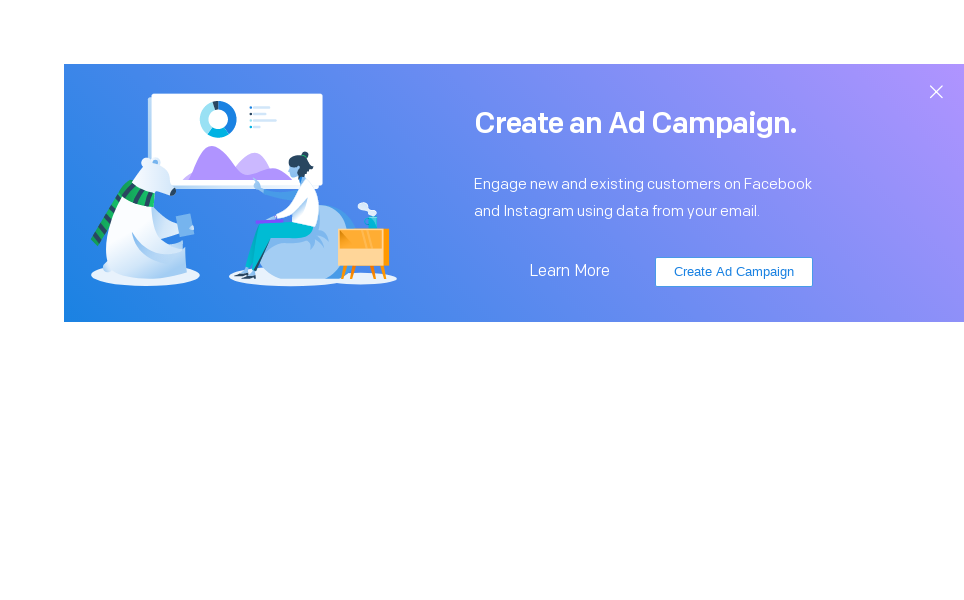 Create an Ad Campaign.
Engage new and existing customers on Facebook
and Instagram using data from your email.
Learn More
Create Ad Campaign